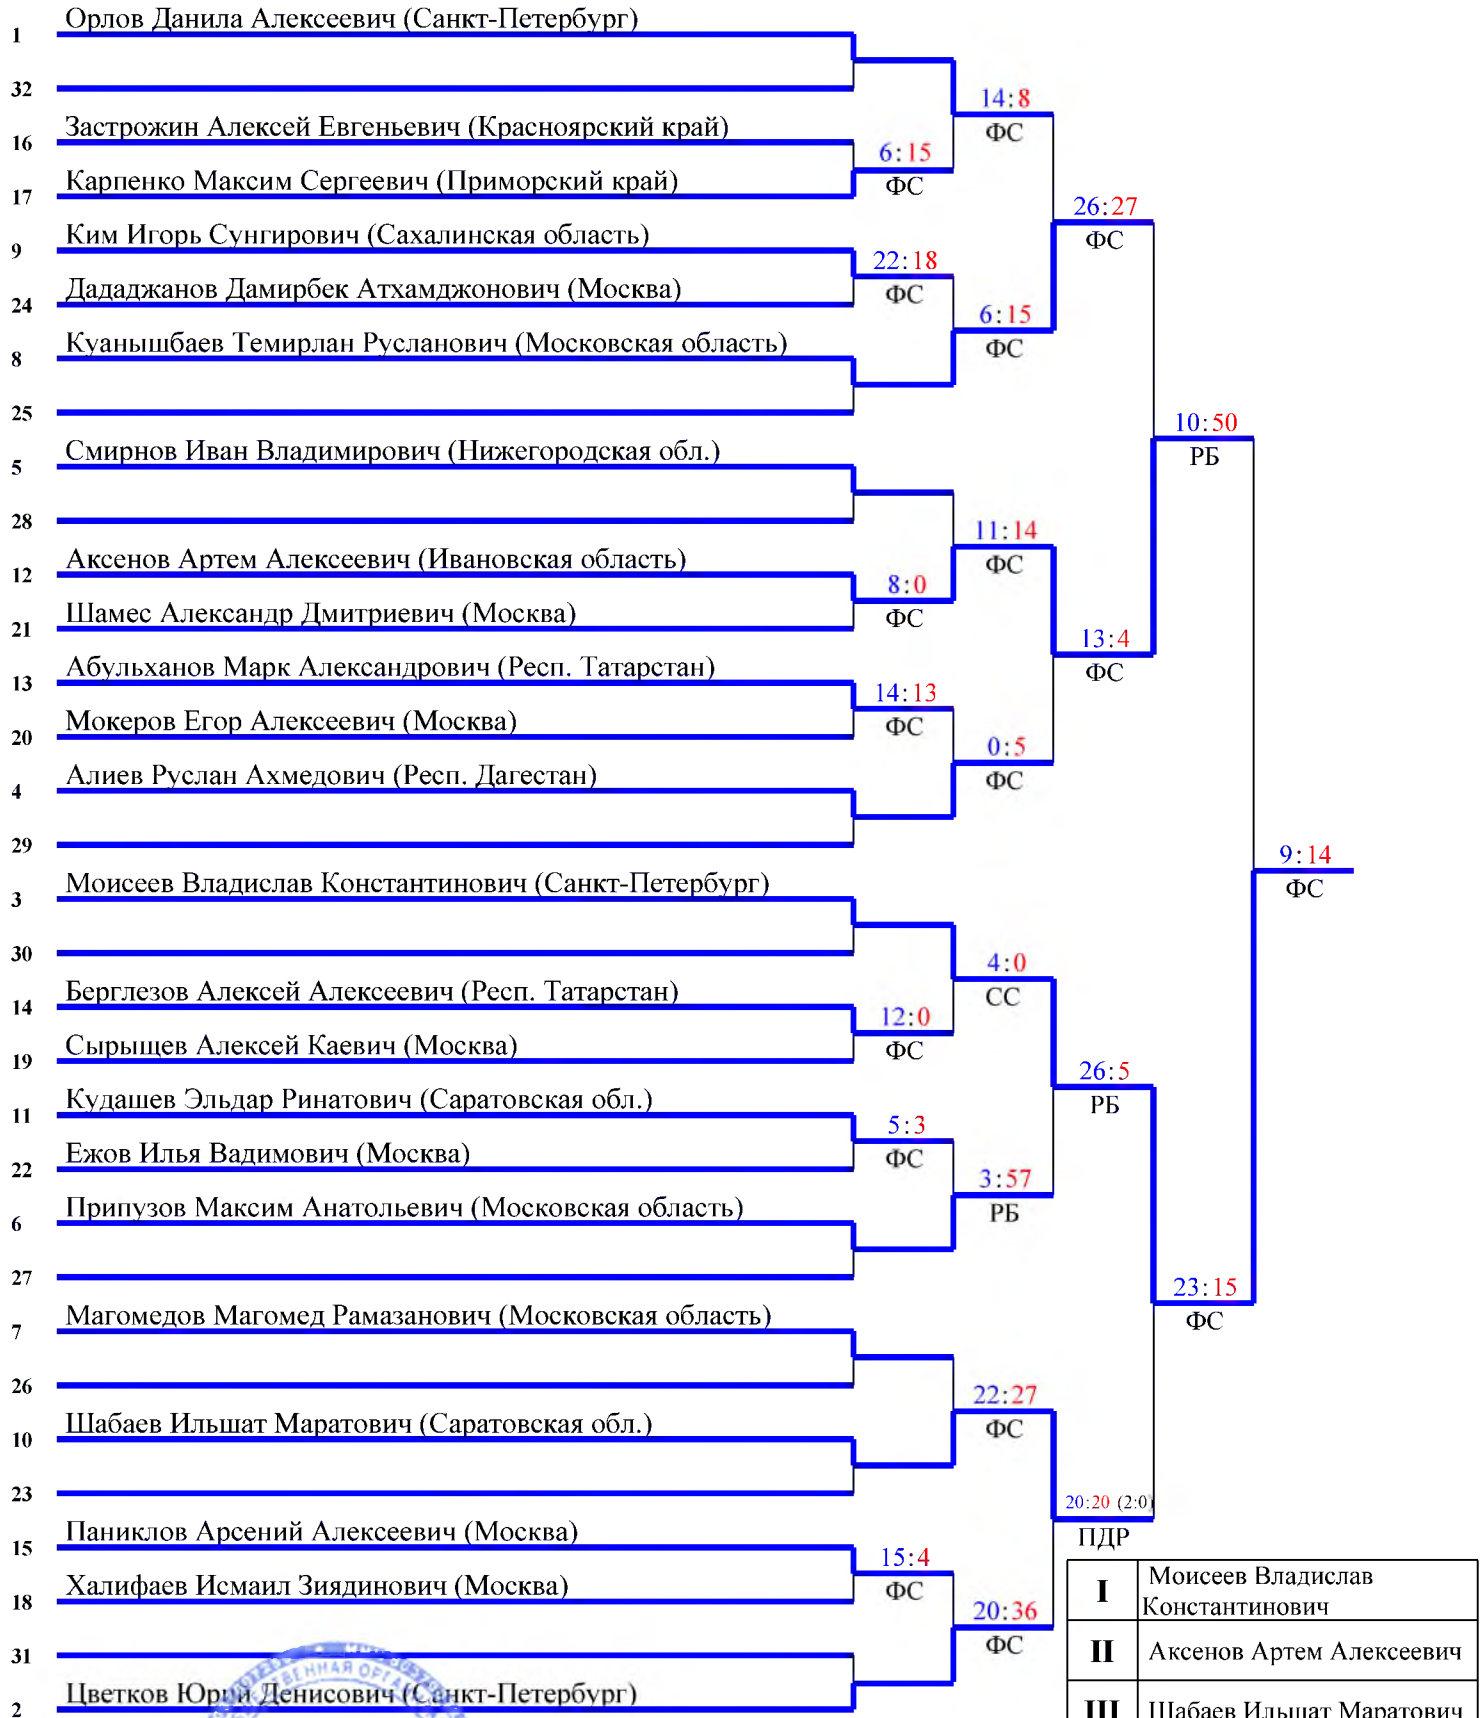 Орлов Данила Алексеевич (Санкт-Петербург)
1
32
14:8
ФС
Застрожин Алексей Евгеньевич (Красноярский край)
16
6:15
ФС
Карпенко Максим Сергеевич (Приморский край)
17
26:27
ФС
Ким Игорь Сунгирович (Сахалинская область)
9
22:18
ФС
Дададжанов Дамирбек Атхамджонович (Москва)
24
6:15
ФС
Куанышбаев Темирлан Русланович (Московская область)
8
25
10:50
РБ
Смирнов Иван Владимирович (Нижегородская обл.)
5
28
11:14
ФС
Аксенов Артем Алексеевич (Ивановская область)
12
8:0
ФС
Шамес Александр Дмитриевич (Москва)
21
13:4
ФС
Абульханов Марк Александрович (Респ. Татарстан)
13
14:13
ФС
Мокеров Егор Алексеевич (Москва)
20
0:5
ФС
Алиев Руслан Ахмедович (Респ. Дагестан)
4
29
9:14
ФС
Моисеев Владислав Константинович (Санкт-Петербург)
3
30
4:0
СС
Берглезов Алексей Алексеевич (Респ. Татарстан)
14
12:0
ФС
Сырыщев Алексей Каевич (Москва)
19
26:5
РБ
Кудашев Эльдар Ринатович (Саратовская обл.)
11
5:3
ФС
Ежов Илья Вадимович (Москва)
22
3:57
РБ
Припузов Максим Анатольевич (Московская область)
6
27
23:15
ФС
Магомедов Магомед Рамазанович (Московская область)
7
26
22:27
ФС
Шабаев Ильшат Маратович (Саратовская обл.)
10
23
20:20 (2:0)
ПДР
Паниклов Арсений Алексеевич (Москва)
15
15:4
ФС
Халифаев Исмаил Зиядинович (Москва)
18
20:36
ФС
31
Цветков Юрий Денисович (Санкт-Петербург)
2
I Моисеев Владислав
Константинович
II Аксенов Артем Алексеевич
III Шабаев Ильшат Маратович